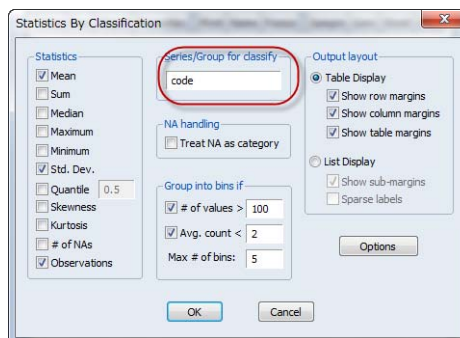 Statistics By Classification
Statistics
Mean
Sum
Median
Maximum
Minimum
Std. Dev.
Quantile 0.5
Skewness
Kurtosis
# of NAs
Observations
Series/Group for classify
code
NA handling
Treat NA as category
Group into bins if
# of values > 100
Avg. count < 2
Max # of bins: 5
Output layout
Table Display
Show row margins
Show column margins
Show table margins
List Display
Show sub-margins
Sparse labels
Options
OK
Cancel